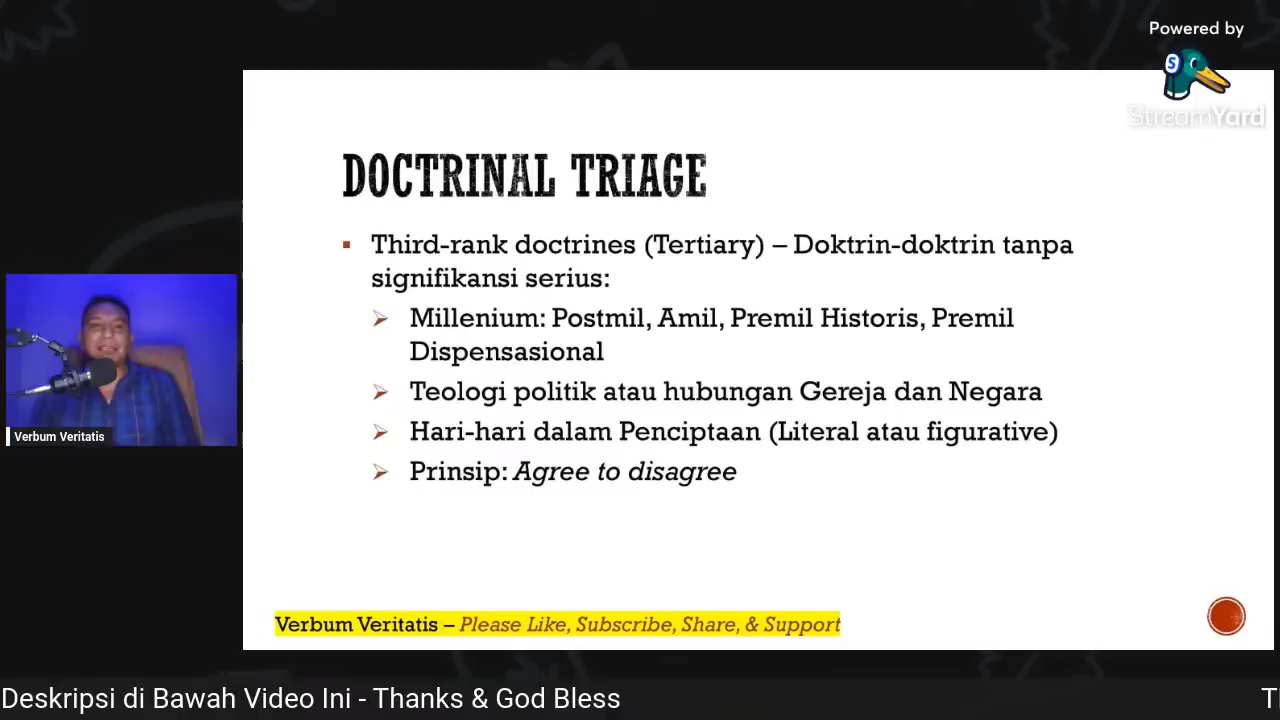 Powered by
StreamYard
DOCTRINAL TRIAGE
Third-rank doctrines (Tertiary) – Doktrin-doktrin tanpa
signifikansi serius:
Millenium: Postmil, Amil, Premil Historis, Premil
Dispensasional
Teologi politik atau hubungan Gereja dan Negara
Hari-hari dalam Penciptaan (Literal atau figurative)
Prinsip: Agree to disagree
Verbum Veritatis
Verbum Veritatis – Please Like, Subscribe, Share, & Support
Deskripsi di Bawah Video Ini - Thanks & God Bless